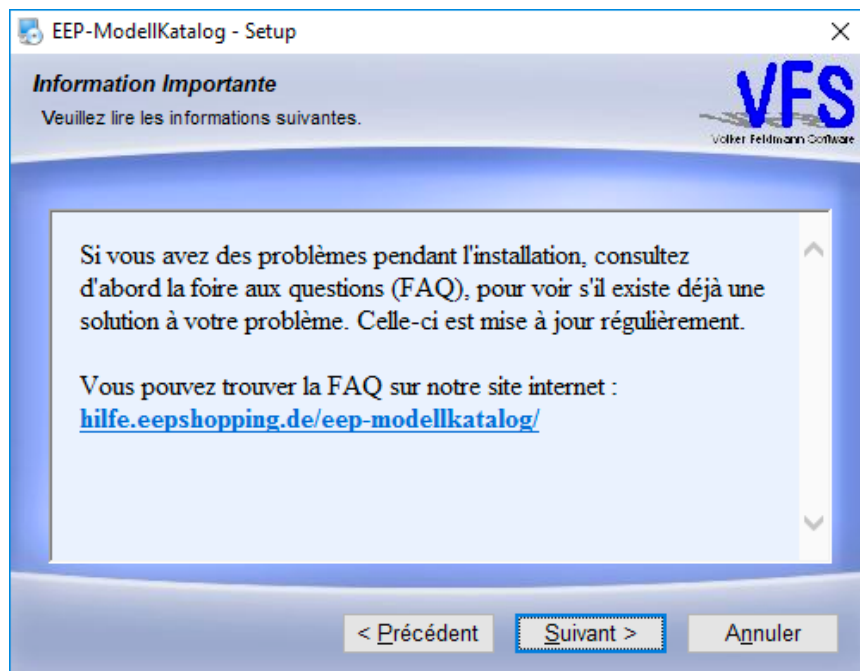 EEP-ModellKatalog - Setup
Information Importante
Veuillez lire les informations suivantes.
VFS
Volker Feldmann Software
Si vous avez des problèmes pendant l'installation, consultez
d'abord la foire aux questions (FAQ), pour voir s'il existe déjà une
solution à votre problème. Celle-ci est mise à jour régulièrement.
Vous pouvez trouver la FAQ sur notre site internet :
hilfe.eepshopping.de/eep-modellkatalog/
< Précédent
Suivant >
Annuler